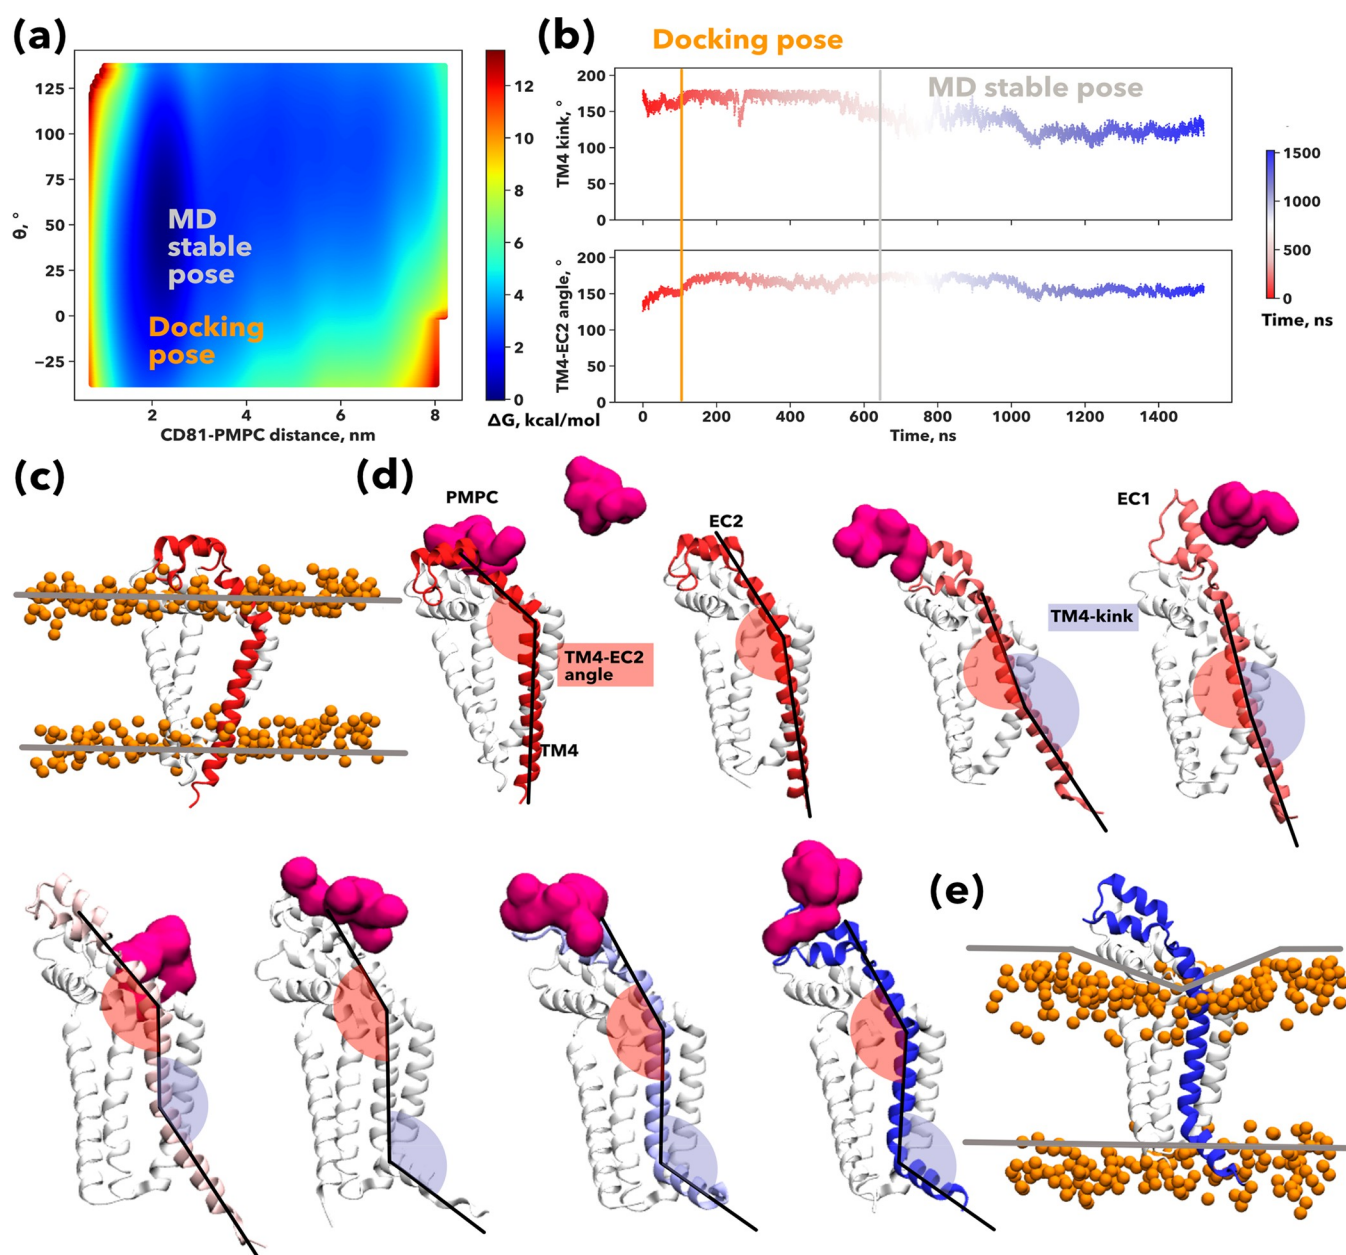 (a)
125
100
75
50
25
0
−25
θ, °
MD
stable
pose
Docking
pose
2
4
6
8
CD81-PMPC distance, nm
12
10
8
6
4
2
0
ΔG, kcal/mol
(b)
Docking pose
MD stable pose
200
150
100
50
0
TM4 kink, °
200
150
100
50
0
TM4-EC2 angle, °
0
200
400
600
800
1000
1200
1400
Time, ns
1500
1000
500
0
Time, ns
(c)
(d)
PMPC
TM4-EC2
angle
TM4
EC2
EC1
TM4-kink
(e)